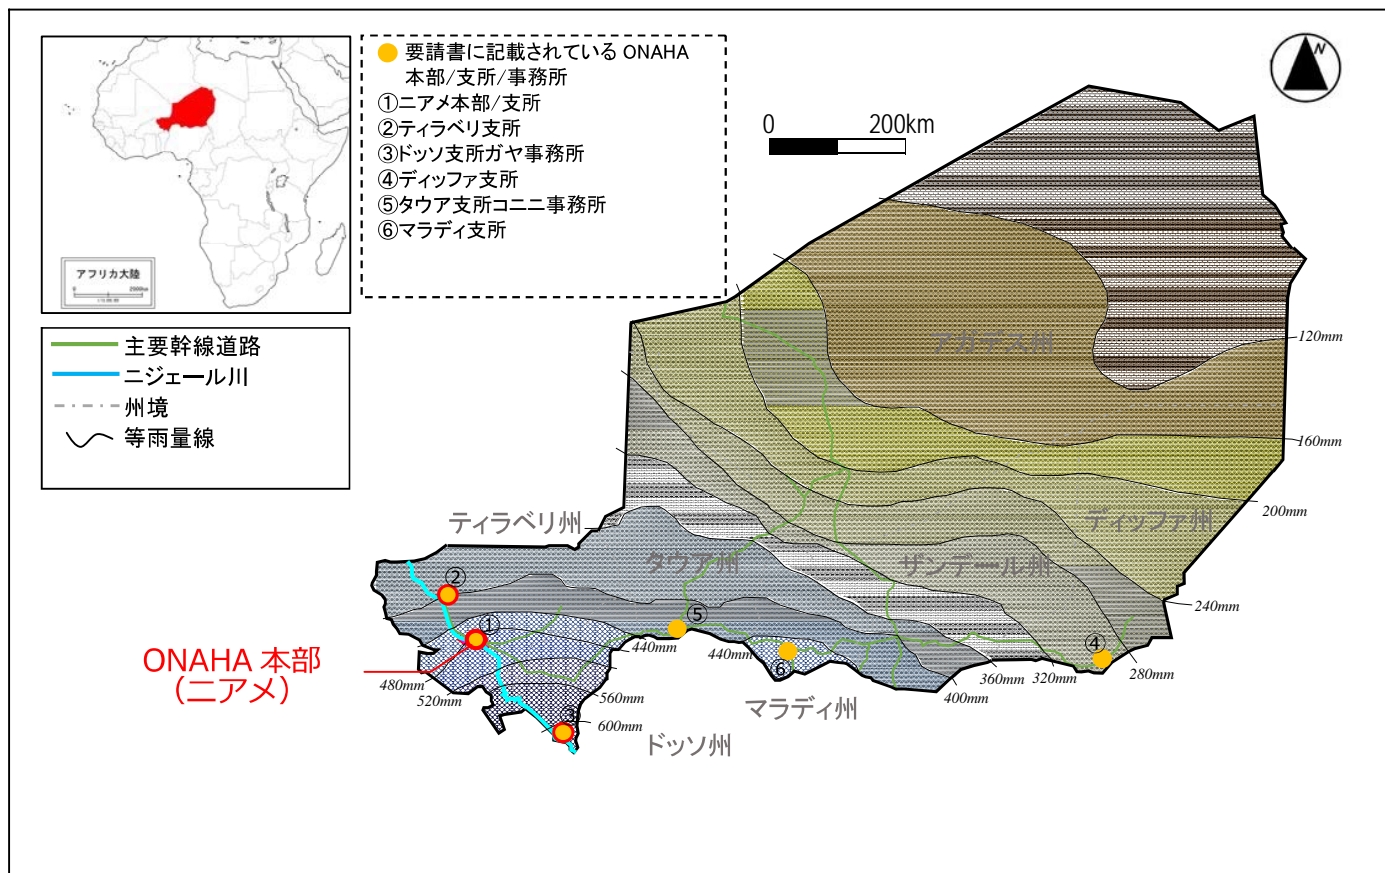 要請書に記載されている ONAHA
本部/支所/事務所
①ニアメ本部/支所
②ティラベリ支所
③ドッソ支所ガヤ事務所
④ディッファ支所
⑤タウア支所コニニ事務所
⑥マラディ支所
N
0 200km
アフリカ大陸
0 2000km
主要幹線道路
ニジェール川
州境
等雨量線
アガデス州
120mm
160mm
200mm
ティラベリ州
ディッファ州
タウア州
ザンデール州
②
240mm
⑤
①
④
440mm
440mm
⑥
ONAHA 本部
（ニアメ）
480mm
520mm
560mm
400mm
360mm
320mm
280mm
③
600mm
マラディ州
ドッソ州